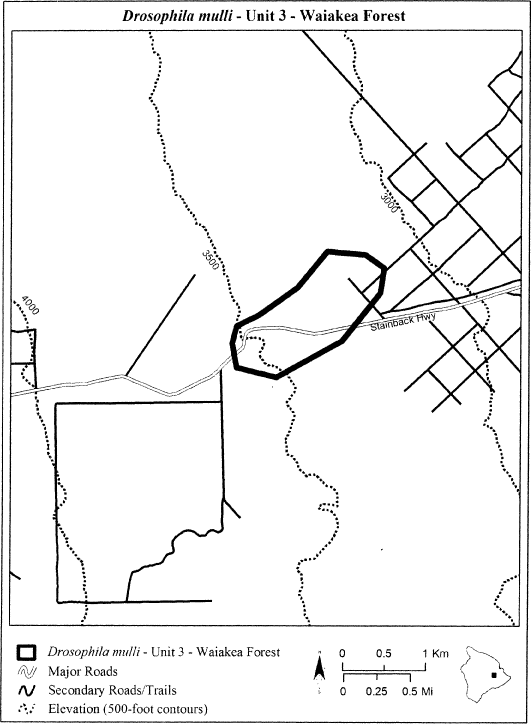 Drosophila mulli - Unit 3 - Waiakea Forest
3000
3500
4000
Stainback Hwy
Drosophila mulli - Unit 3 - Waiakea Forest
Major Roads
Secondary Roads/Trails
Elevation (500-foot contours)
0 0.5 1 Km
0 0.25 0.5 Mi